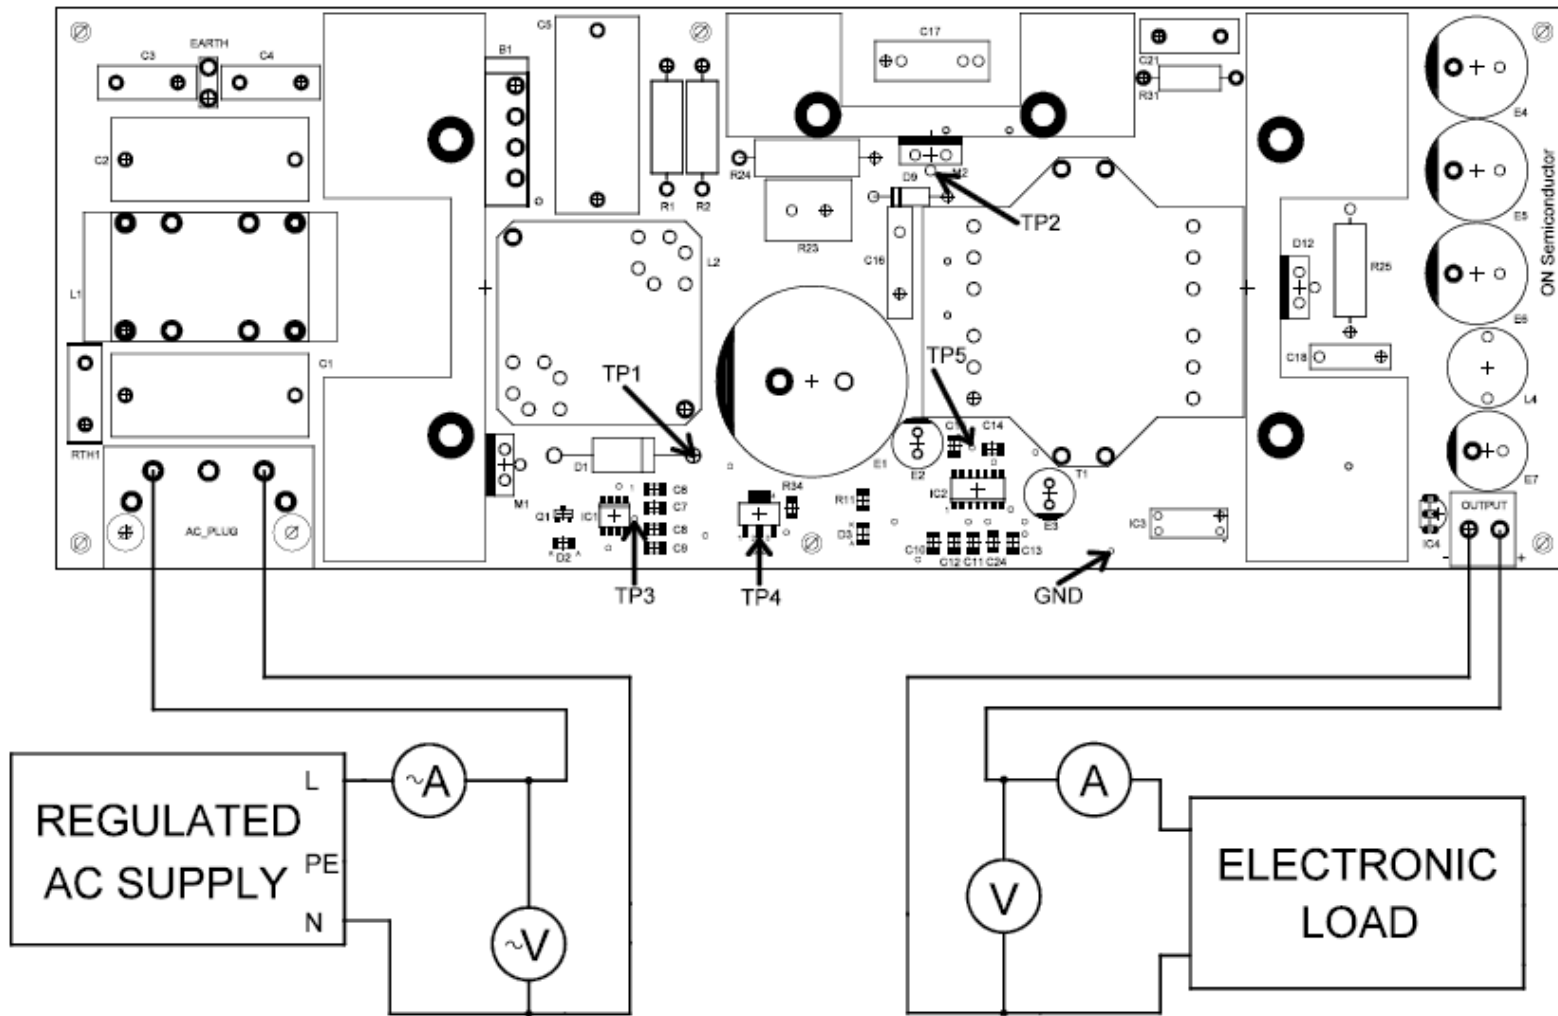 C3
EARTH
C4
B1
C5
C17
C21
R31
E4
C2
R1
R2
R24
D9
M2
TP2
R23
C16
L2
L1
D12
R25
E5
ON Semiconductor
E6
C18
L4
C1
TP1
TP5
RTH1
M1
D1
E1
E2
C14
T1
E7
AC_PLUG
Q1
IC1
C6
C7
C8
C9
D2
K
A
R34
R11
D3
K
A
IC2
E3
IC3
IC4
OUTPUT
-
+
C10
C12
C11
C24
C13
TP3
TP4
GND
REGULATED
AC SUPPLY
L
PE
N
~A
~V
A
V
ELECTRONIC
LOAD